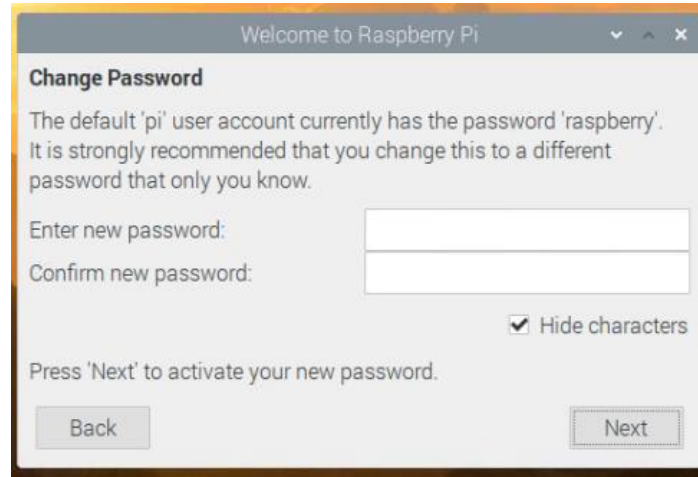 Welcome to Raspberry Pi
Change Password
The default 'pi' user account currently has the password 'raspberry'.
It is strongly recommended that you change this to a different
password that only you know.
Enter new password:
Confirm new password:
Hide characters
Press 'Next' to activate your new password.
Back
Next